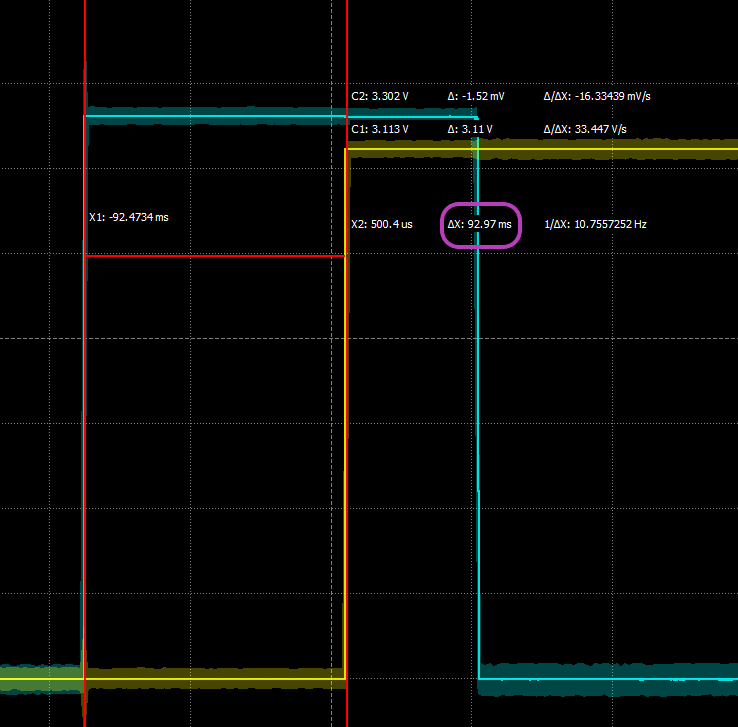 C2: 3.302 V Δ: -1.52 mV Δ/ΔX: -16.33439 mV/s
C1: 3.113 V Δ: 3.11 V Δ/ΔX: 33.447 V/s
X1: -92.4734 ms
X2: 500.4 us ΔX: 92.97 ms 1/ΔX: 10.7557252 Hz